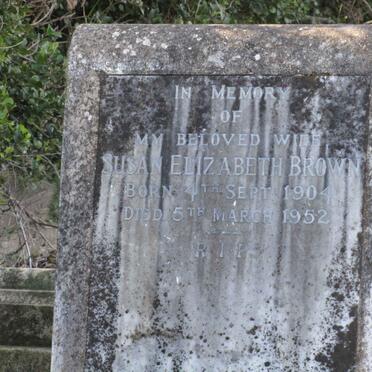 IN MEMORY
OF
MY BELOVED WIFE
SUSAN ELIZABETH BROWN
BORN 4TH SEPT 1904
DIED 5TH MARCH 1952
R I P